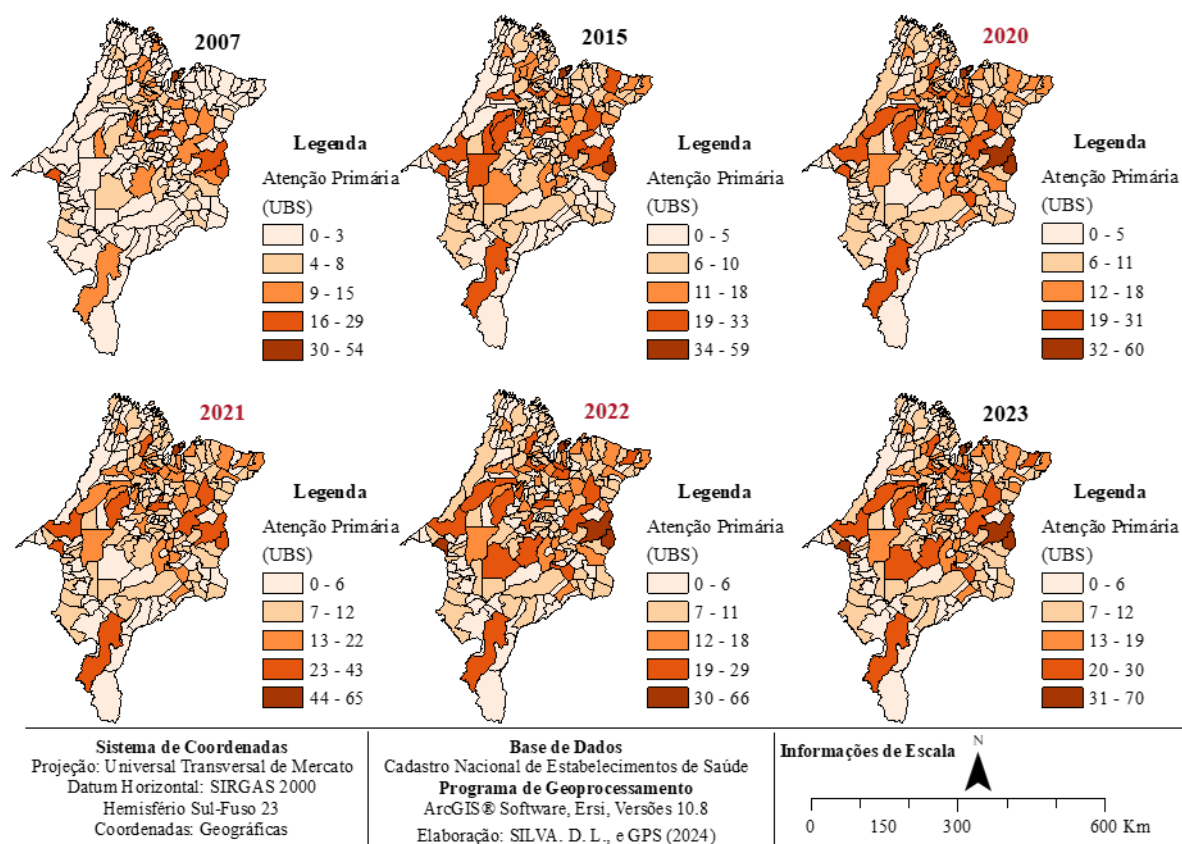 2007
Legenda
Atenção Primária
(UBS)
0 - 3
4 - 8
9 - 15
16 - 29
30 - 54
2015
Legenda
Atenção Primária
(UBS)
0 - 5
6 - 10
11 - 18
19 - 33
34 - 59
2020
Legenda
Atenção Primária
(UBS)
0 - 5
6 - 11
12 - 18
19 - 31
32 - 60
2021
Legenda
Atenção Primária
(UBS)
0 - 6
7 - 12
13 - 22
23 - 43
44 - 65
2022
Legenda
Atenção Primária
(UBS)
0 - 6
7 - 11
12 - 18
19 - 29
30 - 66
2023
Legenda
Atenção Primária
(UBS)
0 - 6
7 - 12
13 - 19
20 - 30
31 - 70
Sistema de Coordenadas
Projeção: Universal Transversal de Mercato
Datum Horizontal: SIRGAS 2000
Hemisfério Sul-Fuso 23
Coordenadas: Geográficas
Base de Dados
Cadastro Nacional de Estabelecimentos de Saúde
Programa de Geoprocessamento
ArcGIS® Software, Ersi, Versões 10.8
Elaboração: SILVA. D. L., e GPS (2024)
Informações de Escala
N
0 150 300 600 Km